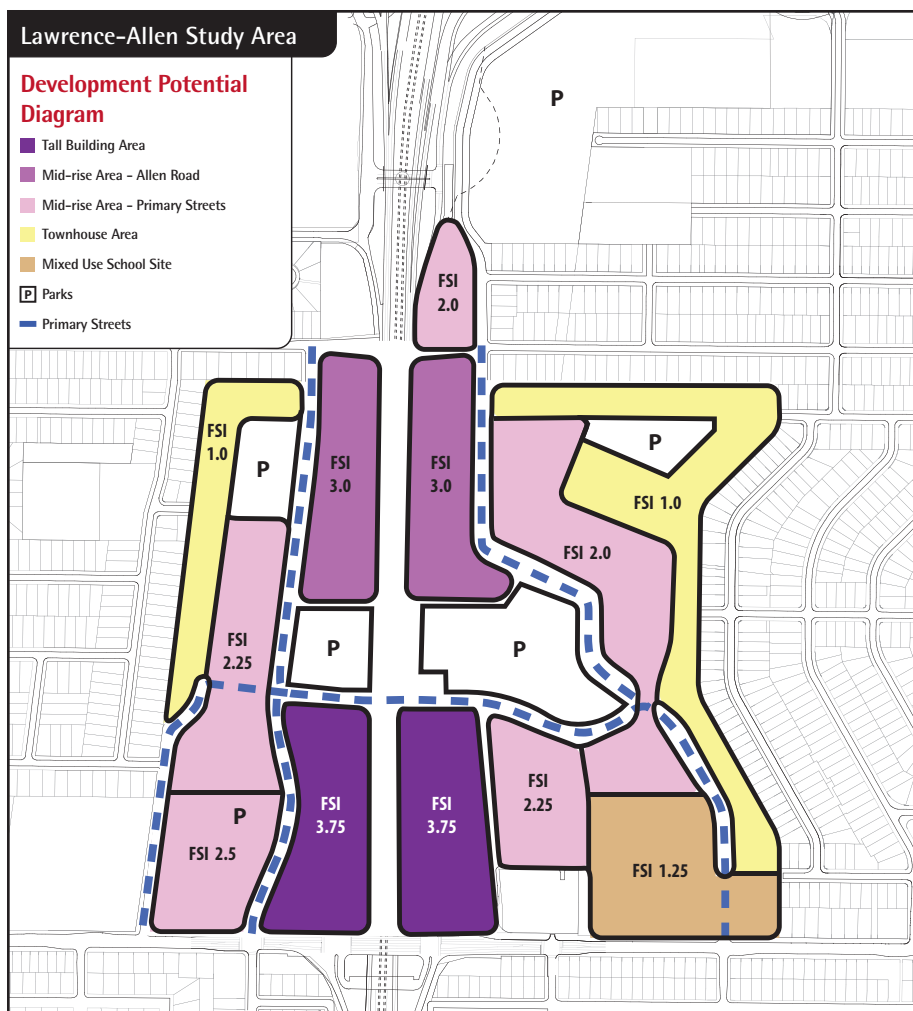 Lawrence-Allen Study Area
Development Potential
Diagram
Tall Building Area
Mid-rise Area - Allen Road
Mid-rise Area - Primary Streets
Townhouse Area
Mixed Use School Site
P Parks
Primary Streets
P
FSI
2.0
FSI
1.0
P
FSI
3.0
FSI
3.0
P
FSI 1.0
FSI 2.0
FSI
2.25
P
P
FSI
3.75
FSI
3.75
FSI
2.25
P
FSI 2.5
FSI 1.25